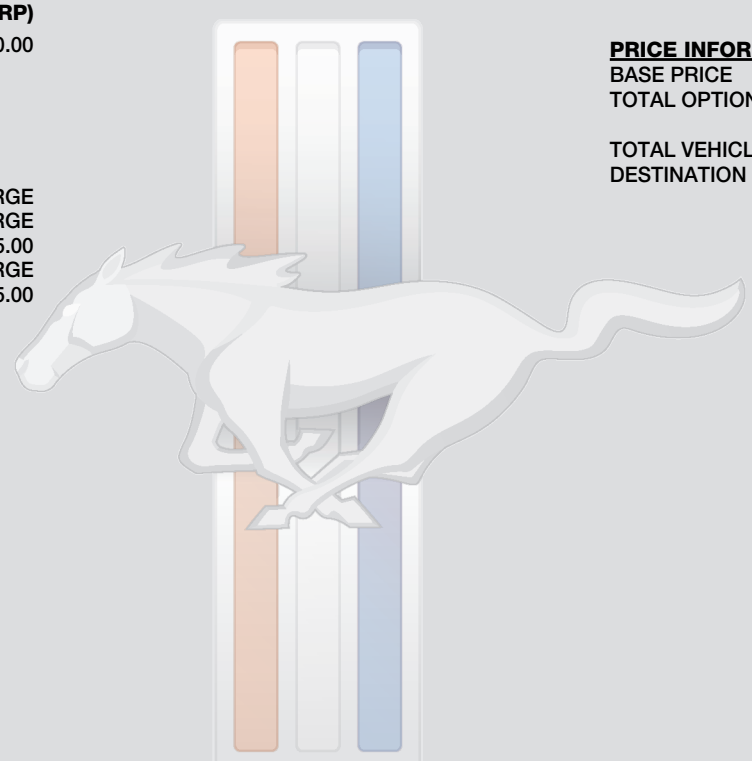 RP)
0.00
RGE
RGE
5.00
RGE
5.00
PRICE INFOR
BASE PRICE
TOTAL OPTION
TOTAL VEHICL
DESTINATION